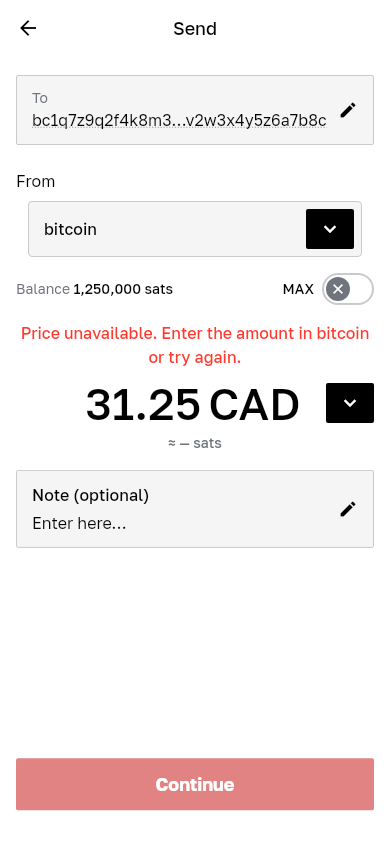 Send
To
bc1q7z9q2f4k8m3...v2w3x4y5z6a7b8c
From
bitcoin
Balance 1,250,000 sats MAX
Price unavailable. Enter the amount in bitcoin
or try again.
31.25 CAD
≈ — sats
Note (optional)
Enter here...
Continue